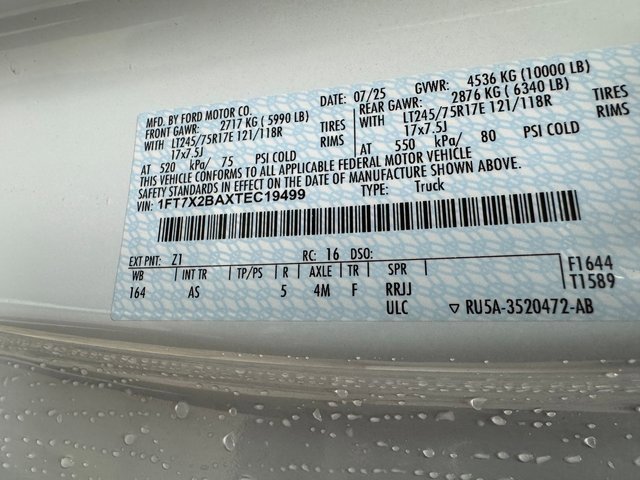 MFD. BY FORD MOTOR CO.
DATE: 07/25 GVWR: 4536 KG (10000 LB)
FRONT GAWR: 2717 KG ( 5990 LB) REAR GAWR: 2876 KG ( 6340 LB)
WITH LT245/75R17E 121/118R TIRES WITH LT245/75R17E 121/118R TIRES
17x7.5J RIMS 17x7.5J RIMS
AT 520 kPa/ 75 PSI COLD AT 550 kPa/ 80 PSI COLD
THIS VEHICLE CONFORMS TO ALL APPLICABLE FEDERAL MOTOR VEHICLE
SAFETY STANDARDS IN EFFECT ON THE DATE OF MANUFACTURE SHOWN ABOVE.
VIN: 1FT7X2BAXTEC19499 TYPE: Truck
EXT PNT: Z1 RC: 16 DSO:
WB INT TR TP/PS R AXLE TR SPR
164 AS 5 4M F RRJJ
ULC
F1644
T1589
▽ RU5A-3520472-AB